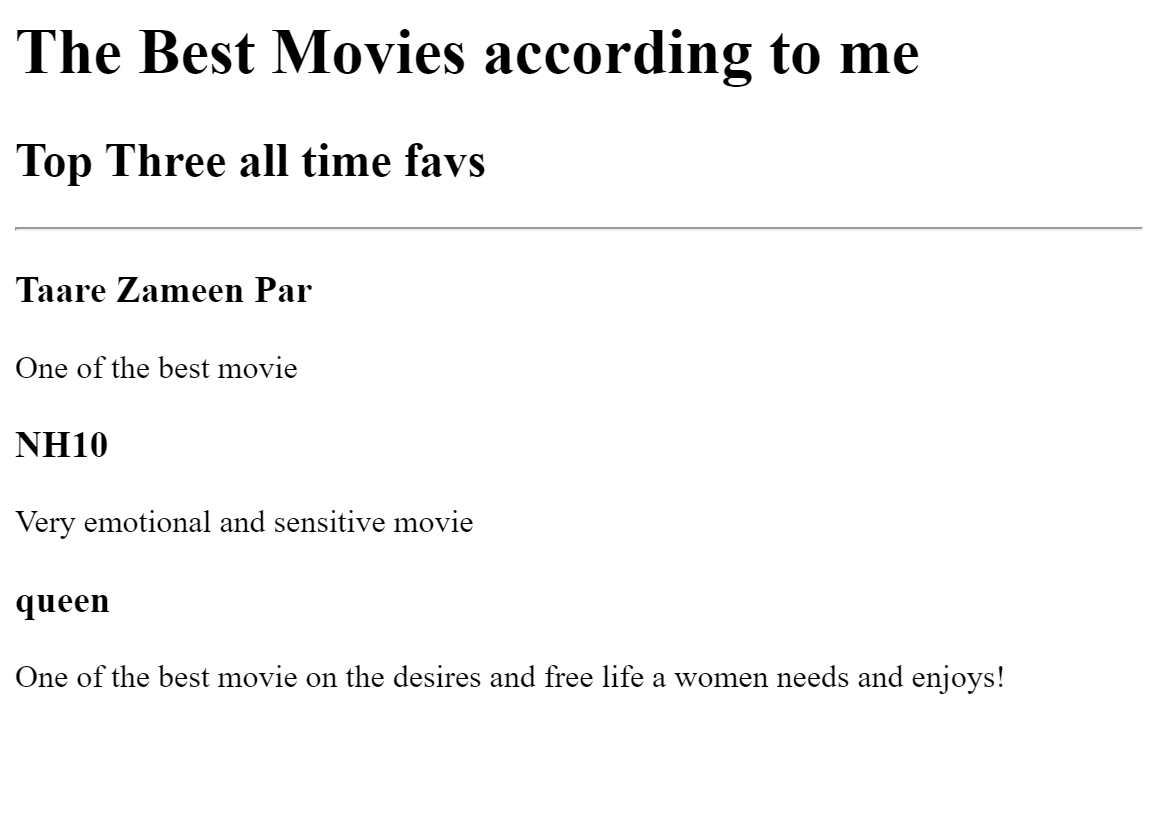 The Best Movies according to me
Top Three all time favs
Taare Zameen Par
One of the best movie
NH10
Very emotional and sensitive movie
queen
One of the best movie on the desires and free life a women needs and enjoys!